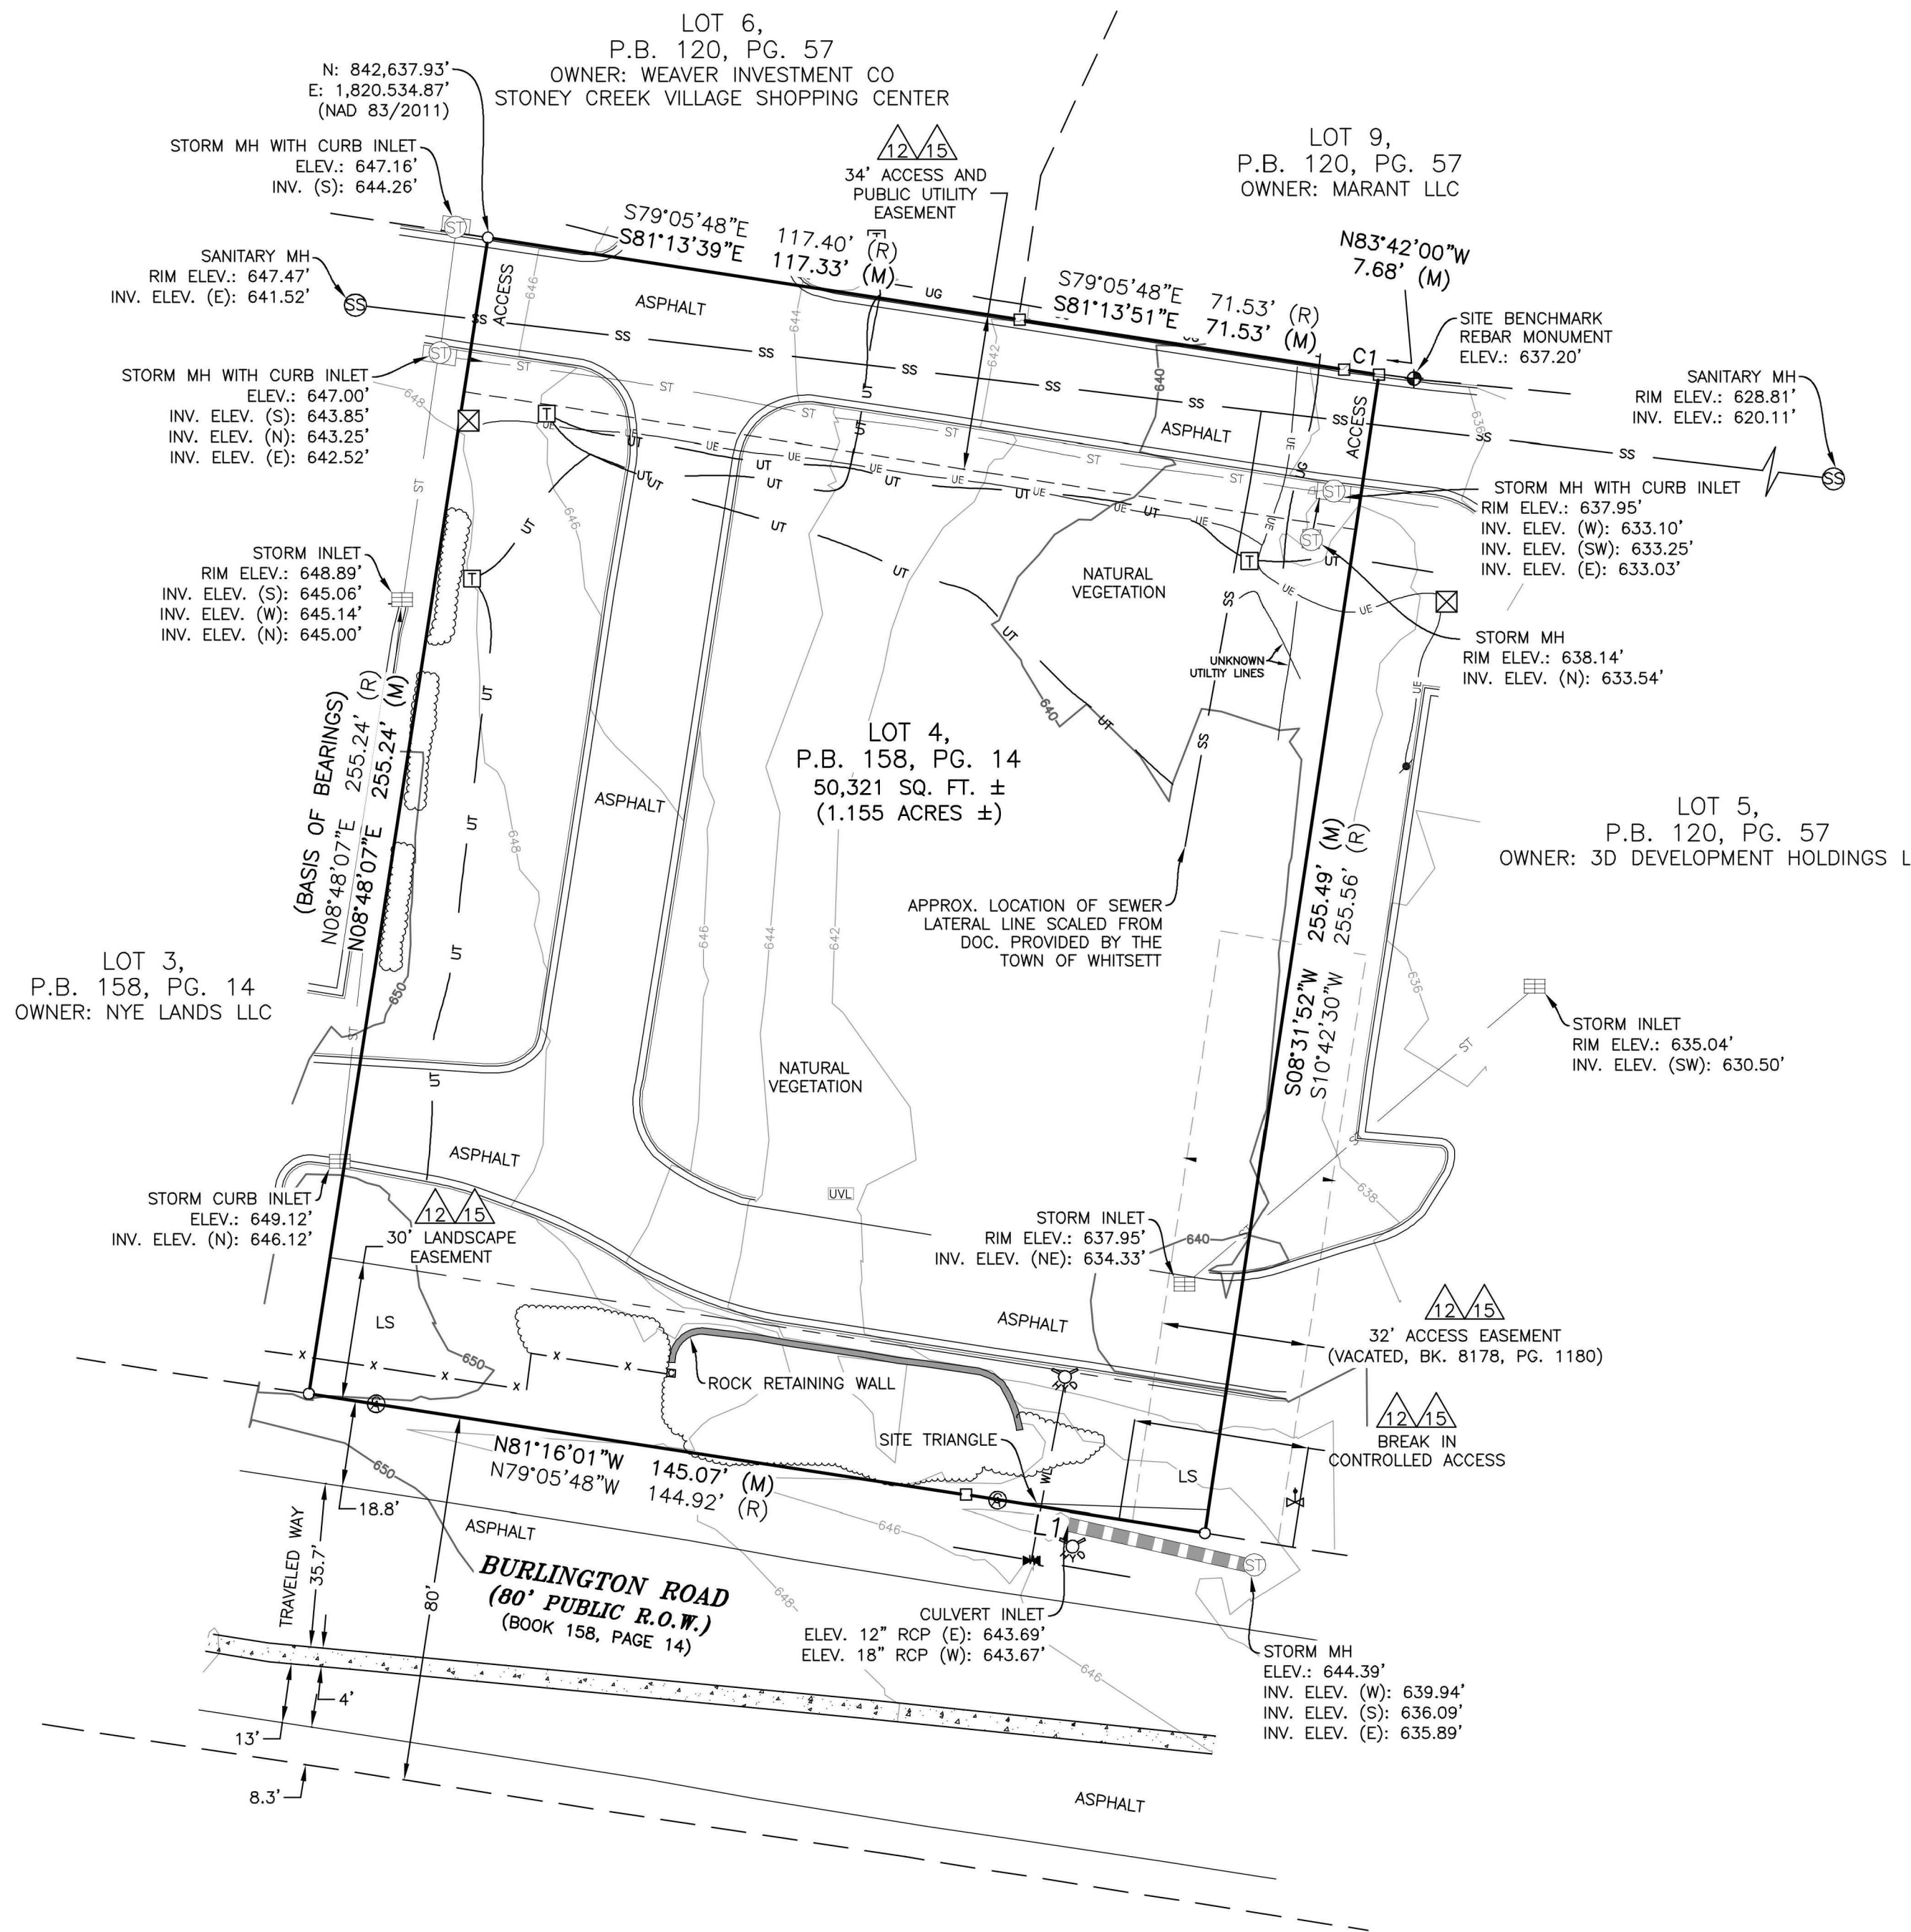 LOT 6,
P.B. 120, PG. 57
OWNER: WEAVER INVESTMENT CO
STONEY CREEK VILLAGE SHOPPING CENTER
N: 842,637.93'
E: 1,820.534.87'
(NAD 83/2011)
STORM MH WITH CURB INLET
ELEV.: 647.16'
INV. (S): 644.26'
12 15
34' ACCESS AND
PUBLIC UTILITY
EASEMENT
LOT 9,
P.B. 120, PG. 57
OWNER: MARANT LLC
SANITARY MH
RIM ELEV.: 647.47'
INV. ELEV. (E): 641.52'
S79°05'48"E 117.40' (R)
S81°13'39"E 117.33' (M)
S79°05'48"E 71.53' (R)
S81°13'51"E 71.53' (M)
N83°42'00"W
7.68' (M)
C1
SITE BENCHMARK
REBAR MONUMENT
ELEV.: 637.20'
SANITARY MH
RIM ELEV.: 628.81'
INV. ELEV.: 620.11'
ACCESS
ASPHALT
ASPHALT
ACCESS
STORM MH WITH CURB INLET
ELEV.: 647.00'
INV. ELEV. (S): 643.85'
INV. ELEV. (N): 643.25'
INV. ELEV. (E): 642.52'
STORM MH WITH CURB INLET
RIM ELEV.: 637.95'
INV. ELEV. (W): 633.10'
INV. ELEV. (SW): 633.25'
INV. ELEV. (E): 633.03'
STORM INLET
RIM ELEV.: 648.89'
INV. ELEV. (S): 645.06'
INV. ELEV. (W): 645.14'
INV. ELEV. (N): 645.00'
NATURAL
VEGETATION
STORM MH
RIM ELEV.: 638.14'
INV. ELEV. (N): 633.54'
UNKNOWN
UTILTIY LINES
(BASIS OF BEARINGS)
N08°48'07"E 255.24' (R)
N08°48'07"E 255.24' (M)
LOT 4,
P.B. 158, PG. 14
50,321 SQ. FT. ±
(1.155 ACRES ±)
ASPHALT
LOT 5,
P.B. 120, PG. 57
OWNER: 3D DEVELOPMENT HOLDINGS L
S08°31'52"W 255.49' (M)
S10°42'30"W 255.56' (R)
APPROX. LOCATION OF SEWER
LATERAL LINE SCALED FROM
DOC. PROVIDED BY THE
TOWN OF WHITSETT
LOT 3,
P.B. 158, PG. 14
OWNER: NYE LANDS LLC
STORM INLET
RIM ELEV.: 635.04'
INV. ELEV. (SW): 630.50'
NATURAL
VEGETATION
ASPHALT
UVL
STORM CURB INLET
ELEV.: 649.12'
INV. ELEV. (N): 646.12'
12 15
30' LANDSCAPE
EASEMENT
STORM INLET
RIM ELEV.: 637.95'
INV. ELEV. (NE): 634.33'
640
LS
ASPHALT
12 15
32' ACCESS EASEMENT
(VACATED, BK. 8178, PG. 1180)
650
ROCK RETAINING WALL
12 15
BREAK IN
CONTROLLED ACCESS
SITE TRIANGLE
LS
N81°16'01"W 145.07' (M)
N79°05'48"W 144.92' (R)
650
18.8'
646
L1
ASPHALT
TRAVELED WAY
35.7'
80'
BURLINGTON ROAD
(80' PUBLIC R.O.W.)
(BOOK 158, PAGE 14)
648
CULVERT INLET
ELEV. 12" RCP (E): 643.69'
ELEV. 18" RCP (W): 643.67'
646
STORM MH
ELEV.: 644.39'
INV. ELEV. (W): 639.94'
INV. ELEV. (S): 636.09'
INV. ELEV. (E): 635.89'
4'
13'
8.3'
ASPHALT